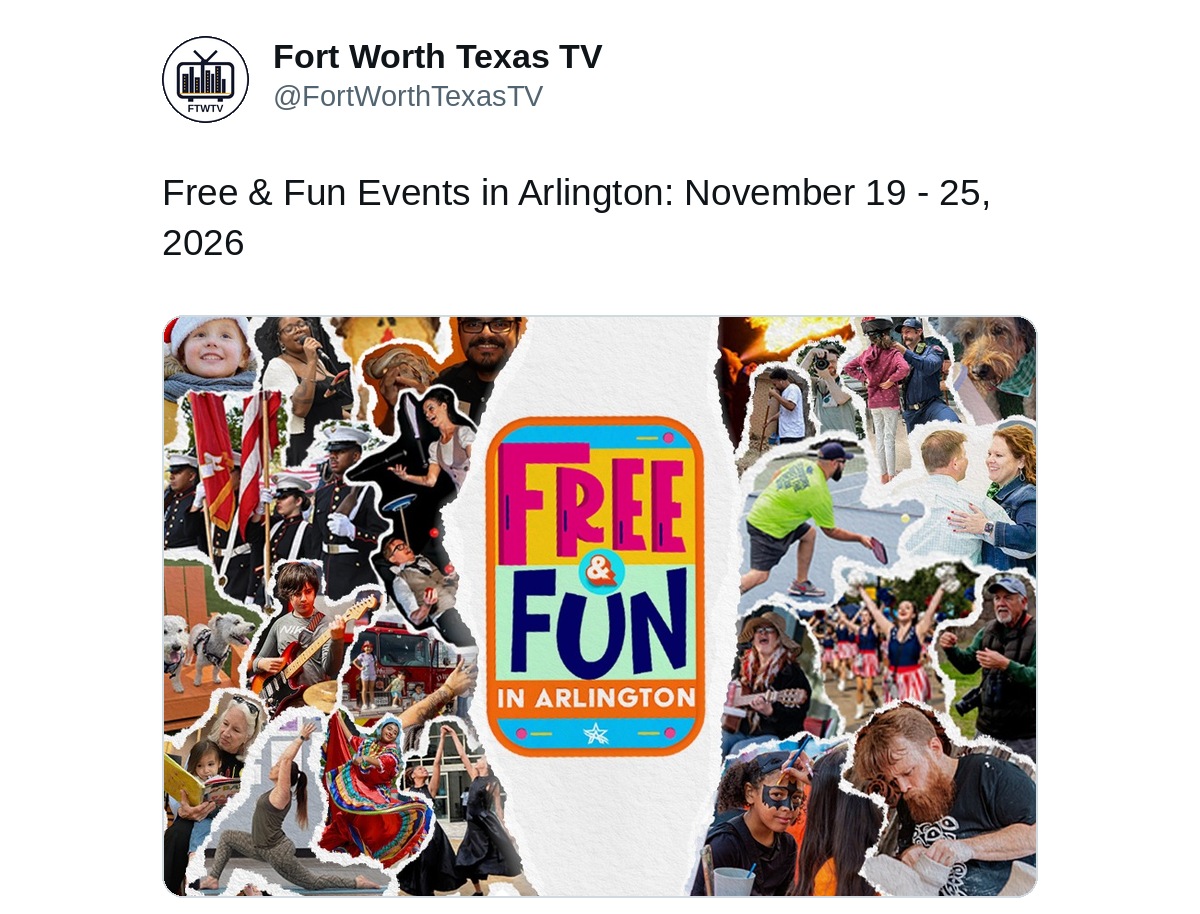 FTWTV
Fort Worth Texas TV
@FortWorthTexasTV
Free & Fun Events in Arlington: November 19 - 25,
2026
FREE
&
FUN
IN ARLINGTON
NIKE